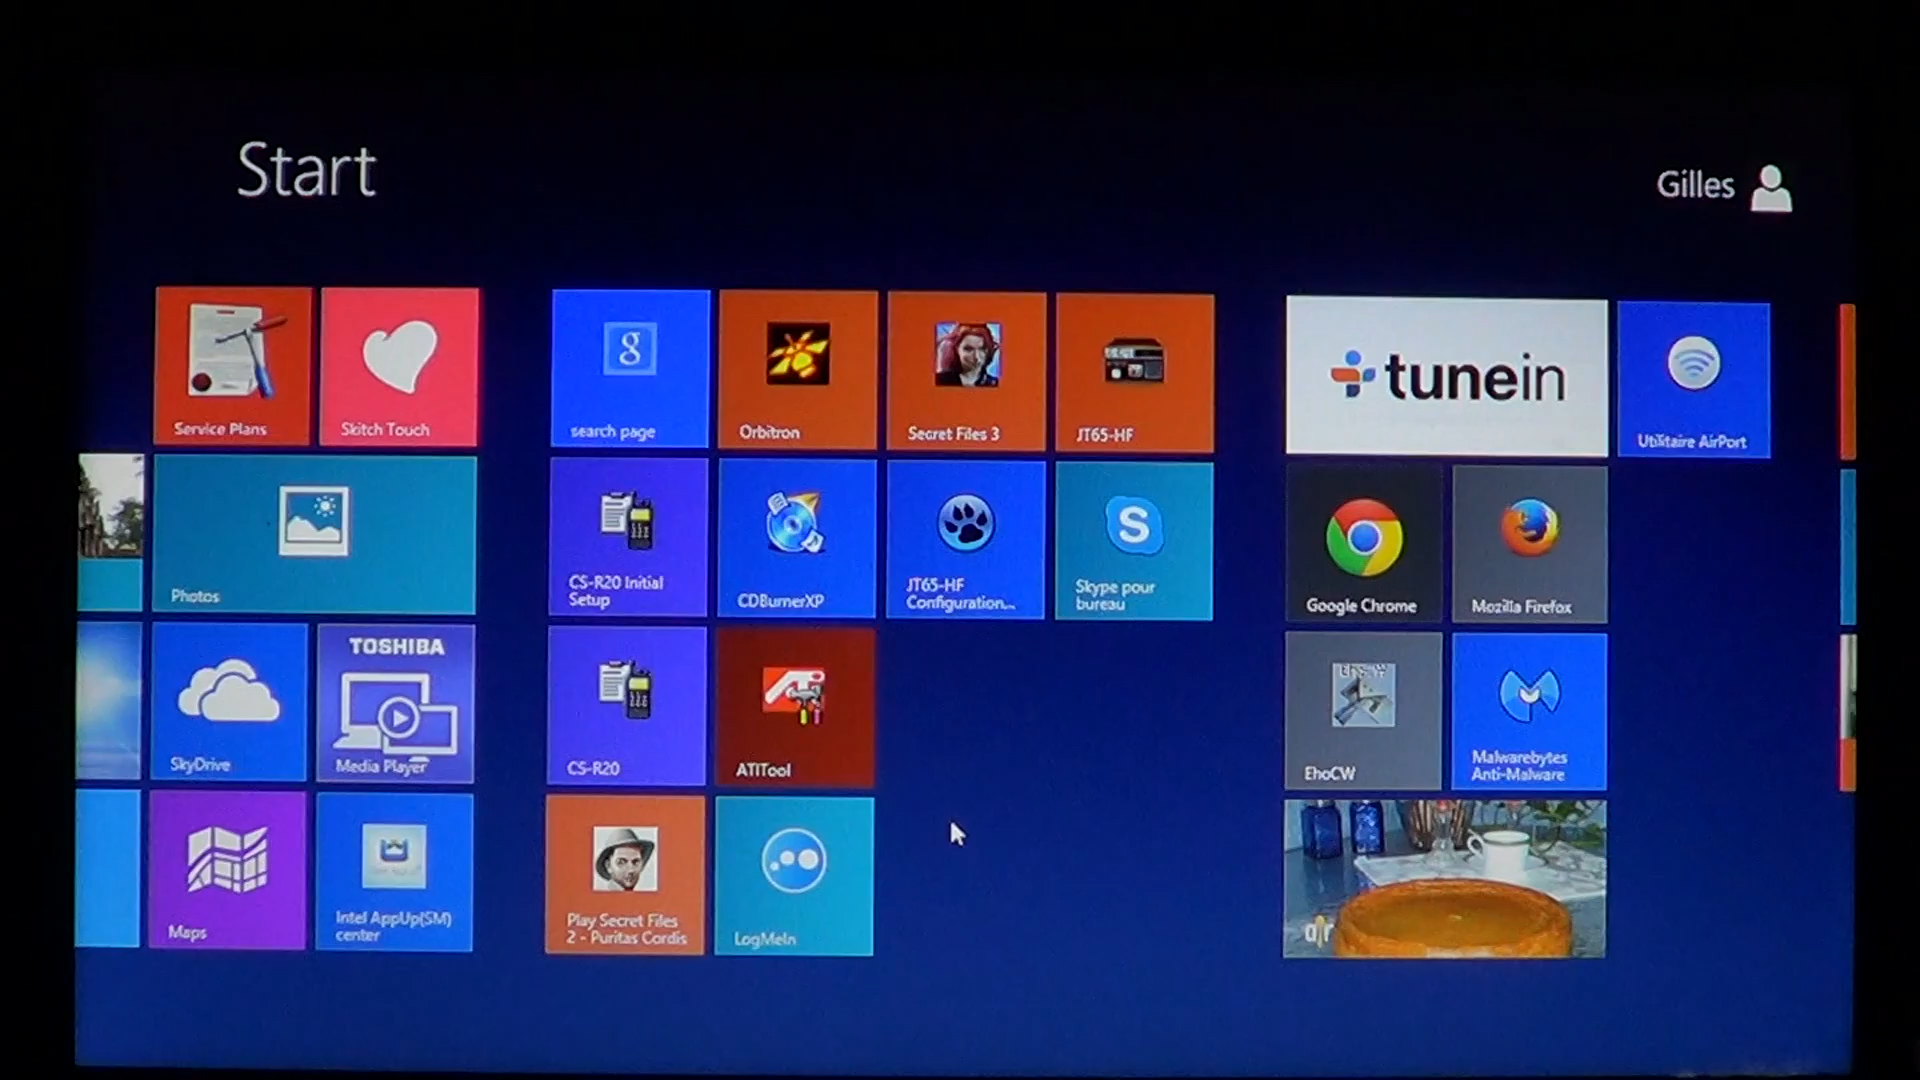 Start
Gilles
Service Plans
Skitch Touch
Photos
SkyDrive
TOSHIBA
Media Player
Maps
Intel AppUp(SM)
center
g
search page
Orbitron
Secret Files 3
JT65-HF
CS-R20 Initial
Setup
CDBurnerXP
JT65-HF
Configuration...
S
Skype pour
bureau
CS-R20
ATI
ATITool
Play Secret Files
2 - Puritas Cordis
LogMeIn
tunein
Utilitaire AirPort
Google Chrome
Mozilla Firefox
EhoCW
Malwarebytes
Anti-Malware